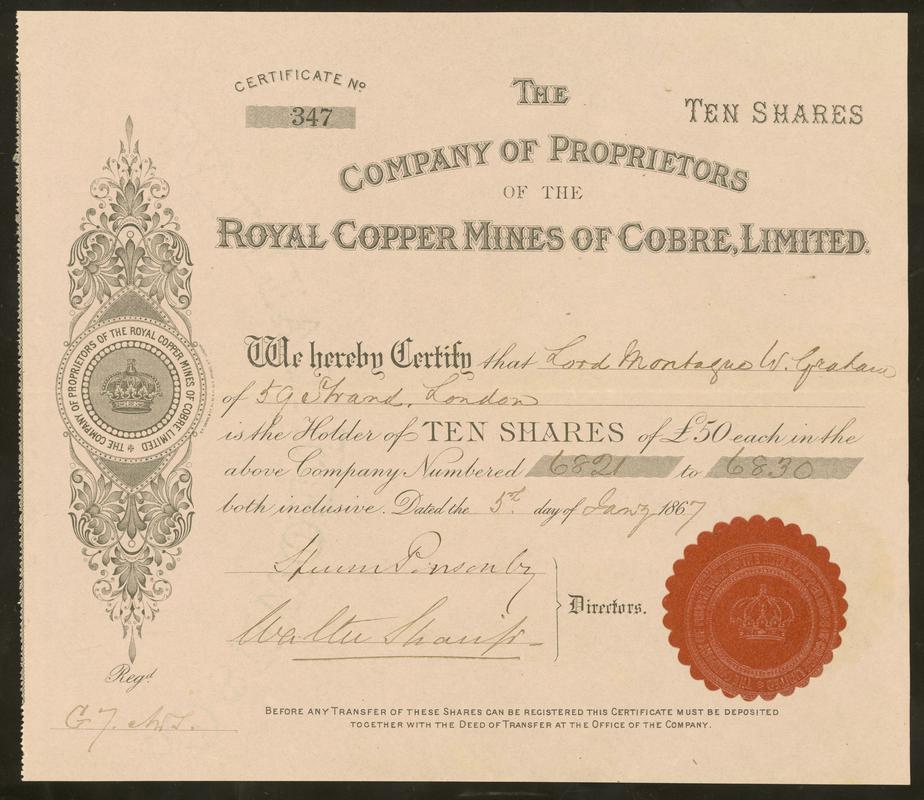 CERTIFICATE No
347
THE
TEN SHARES
COMPANY OF PROPRIETORS
OF THE
ROYAL COPPER MINES OF COBRE, LIMITED.
THE COMPANY OF PROPRIETORS OF THE ROYAL COPPER MINES OF COBRE LIMITED
We hereby Certify that Lord Montague W. Graham
of 59 Strand, London
is the Holder of TEN SHARES of £50 each in the
above Company Numbered 6821 to 6830
both inclusive. Dated the 5th day of Jany 1867
Ponsonby
Walter
Directors.
Regd
BEFORE ANY TRANSFER OF THESE SHARES CAN BE REGISTERED THIS CERTIFICATE MUST BE DEPOSITED
TOGETHER WITH THE DEED OF TRANSFER AT THE OFFICE OF THE COMPANY.